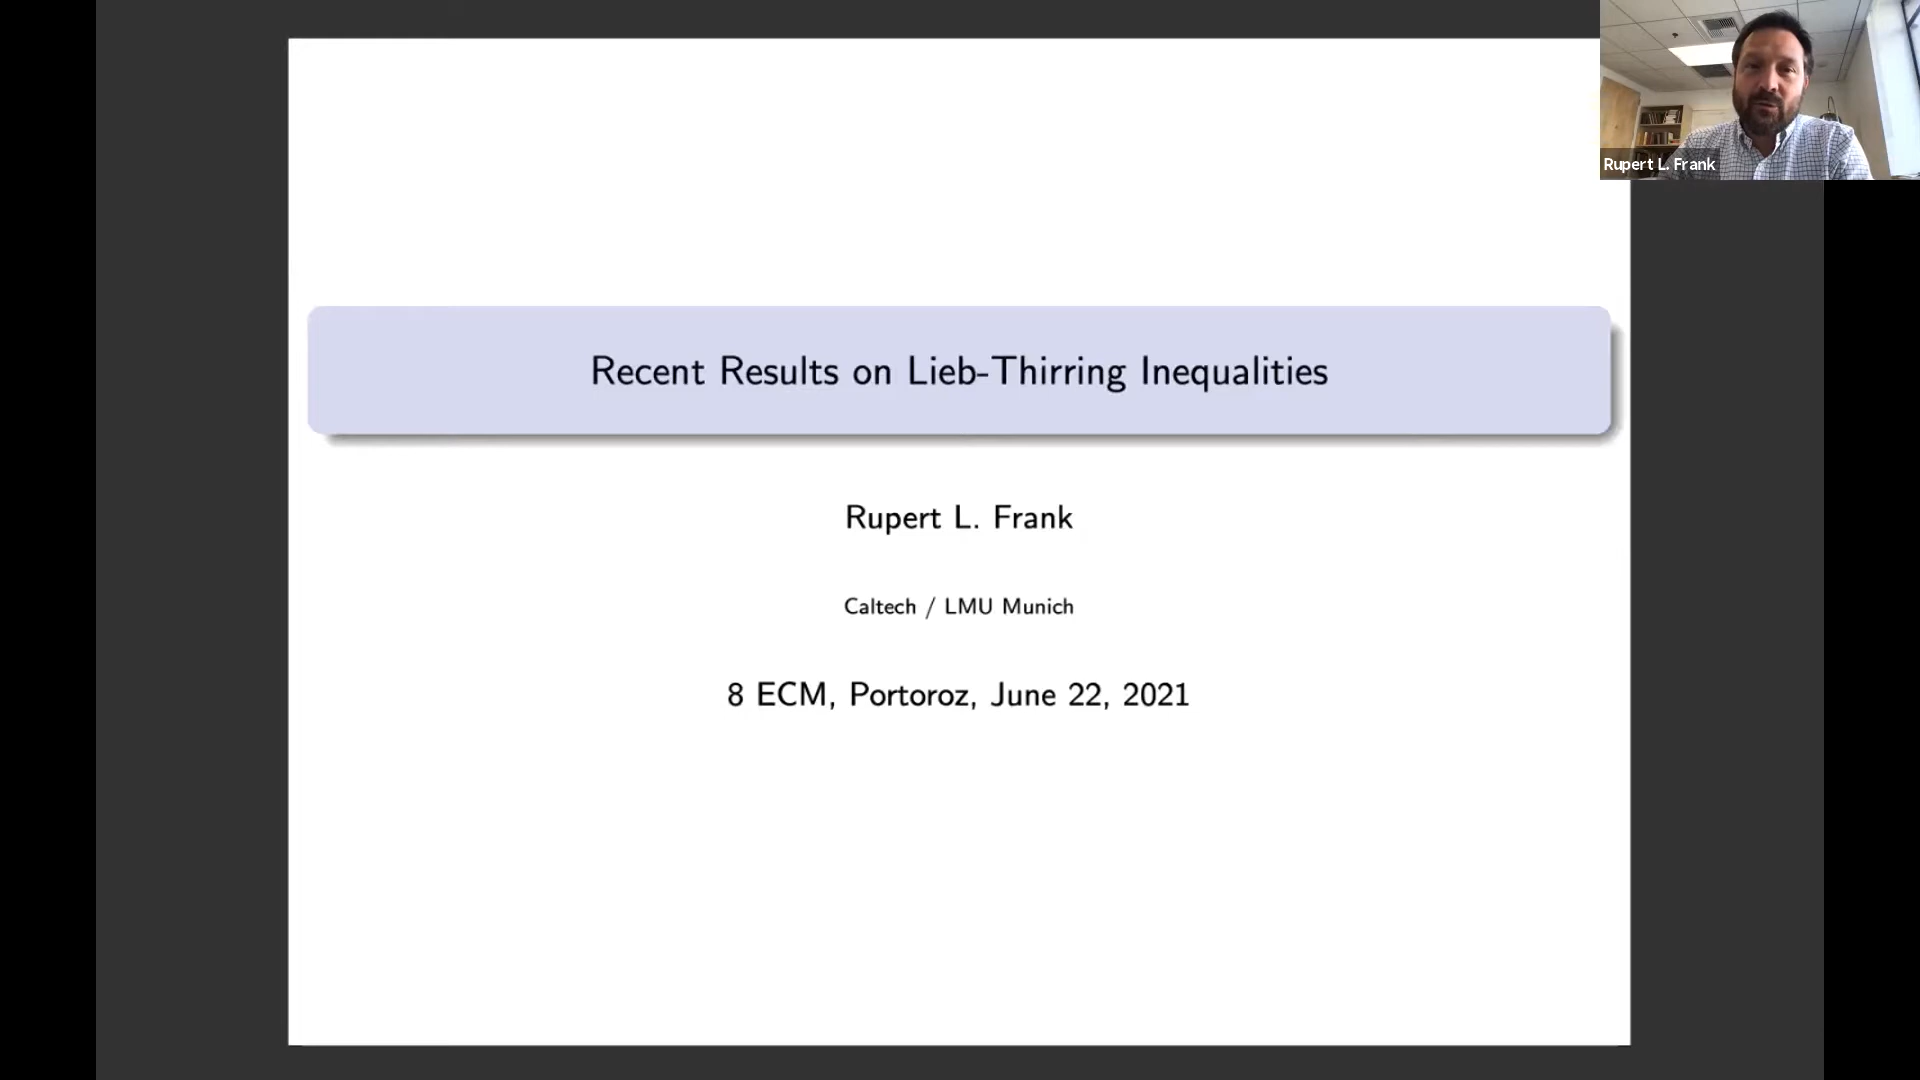 Recent Results on Lieb-Thirring Inequalities
Rupert L. Frank
Caltech / LMU Munich
8 ECM, Portoroz, June 22, 2021
Rupert L. Frank